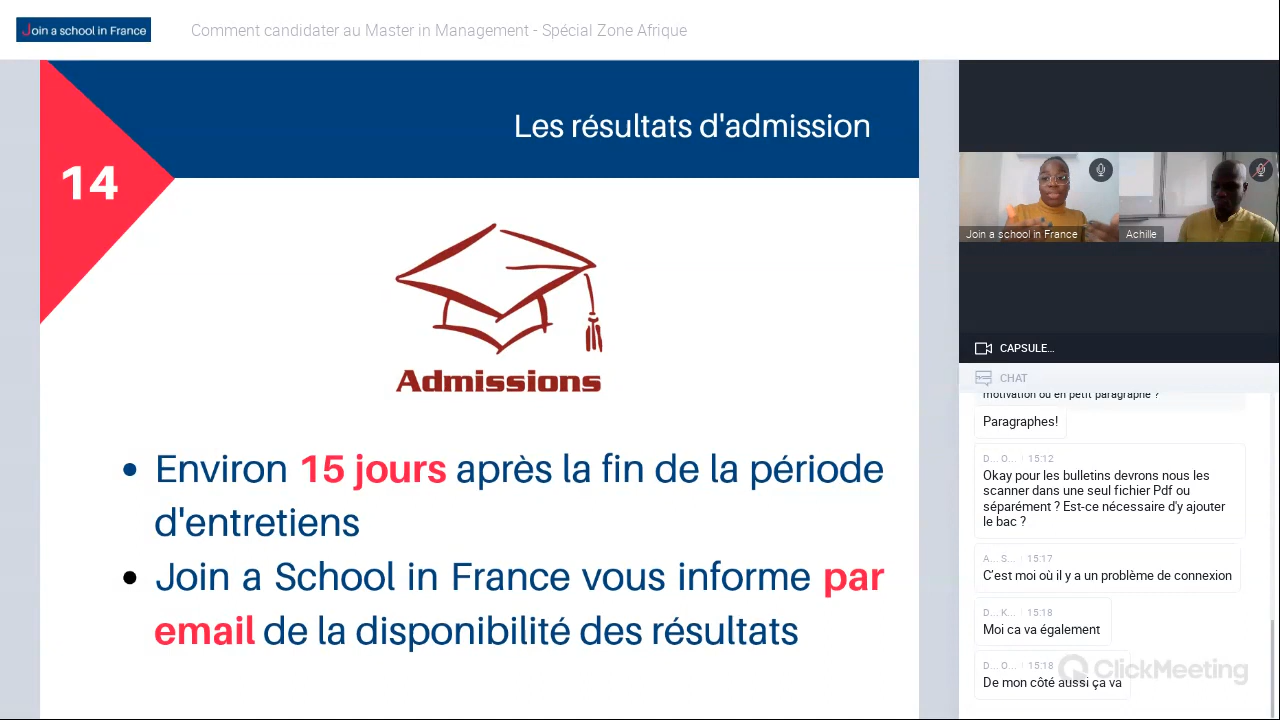 Join a school in France
Comment candidater au Master in Management - Spécial Zone Afrique
14
Les résultats d'admission
Admissions
Environ 15 jours après la fin de la période
d'entretiens
Join a School in France vous informe par
email de la disponibilité des résultats
Join a school in France
Achille
CAPSULE...
CHAT
motivation ou en petit paragraphe ?
Paragraphes!
D... O... 15:12
Okay pour les bulletins devrons nous les
scanner dans une seul fichier Pdf ou
séparément ? Est-ce nécessaire d'y ajouter
le bac ?
A... S... 15:17
C'est moi où il y a un problème de connexion
D... K... 15:18
Moi ca va également
D... O... 15:18
De mon côté aussi ça va
ClickMeeting